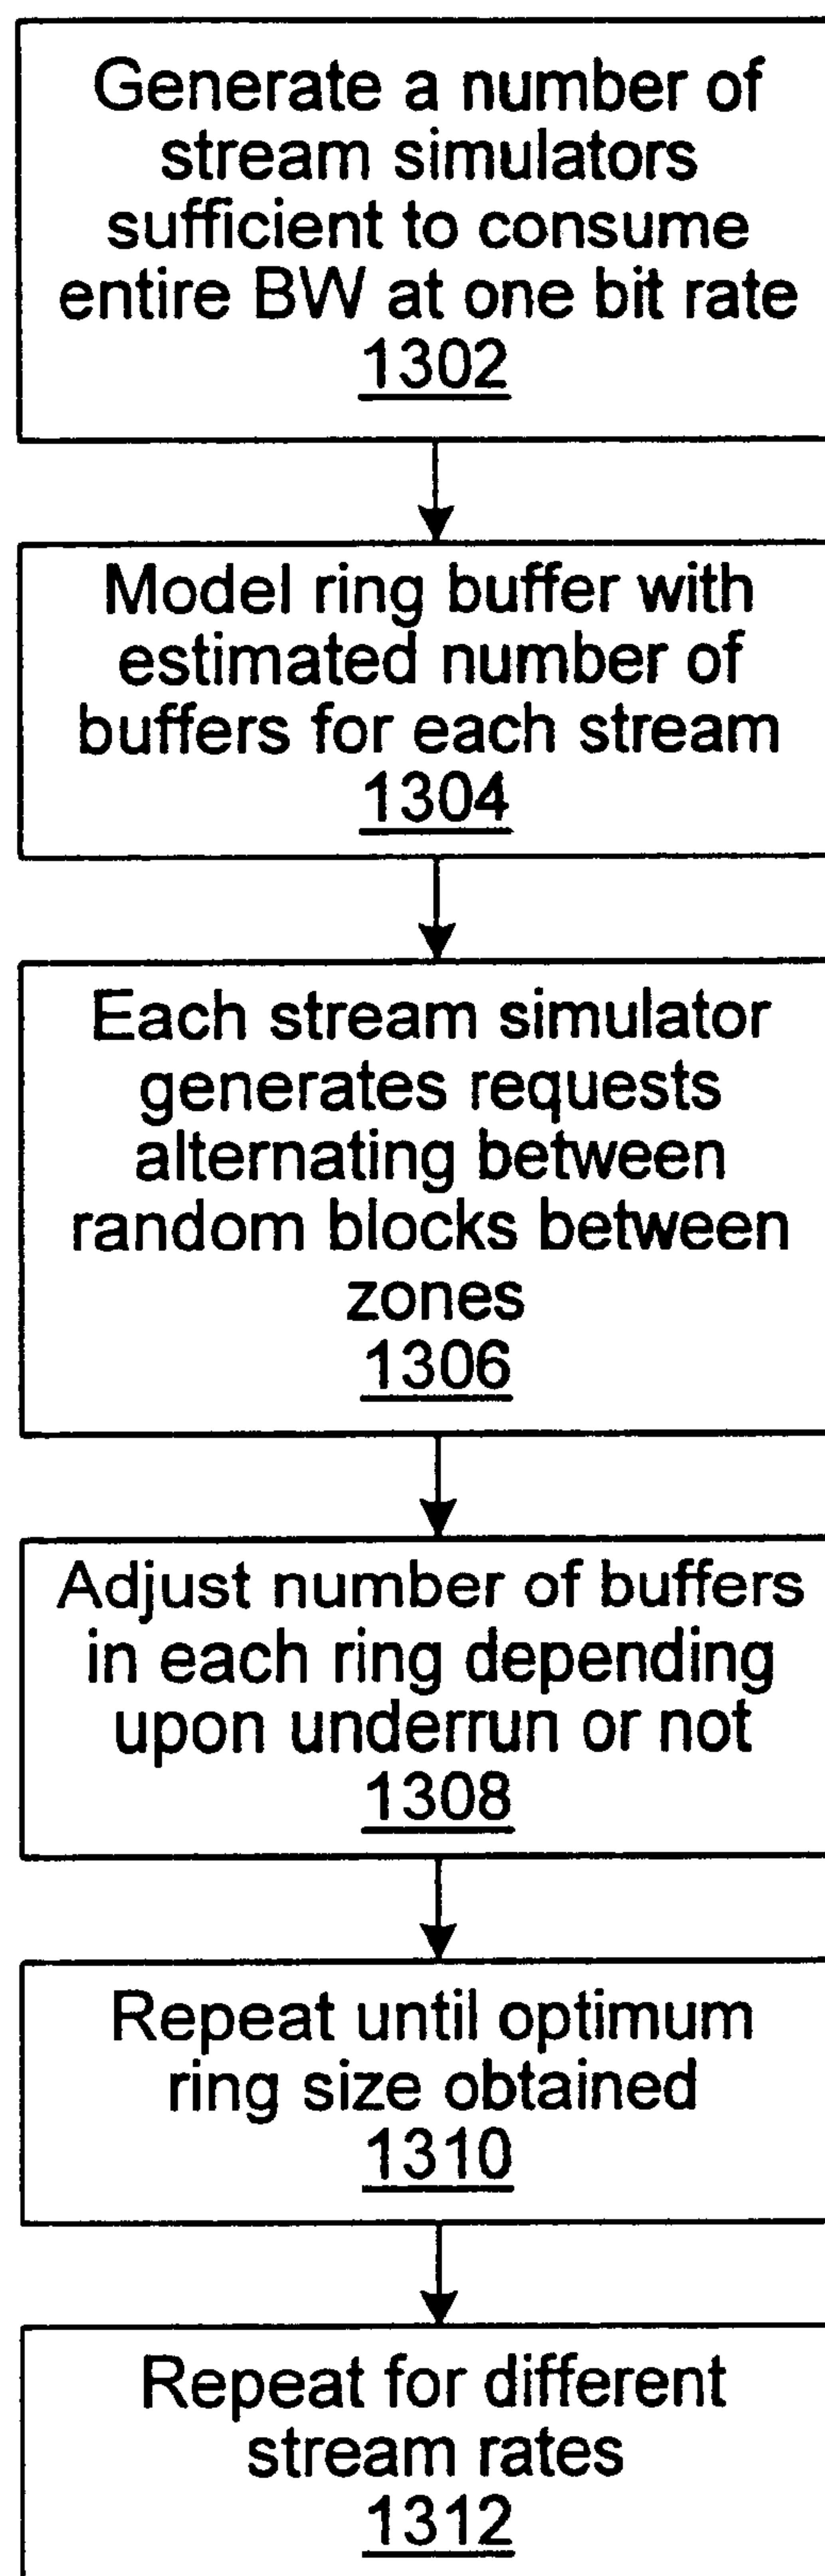 Generate a number of
stream simulators
sufficient to consume
entire BW at one bit rate
1302
Model ring buffer with
estimated number of
buffers for each stream
1304
Each stream simulator
generates requests
alternating between
random blocks between
zones
1306
Adjust number of buffers
in each ring depending
upon underrun or not
1308
Repeat until optimum
ring size obtained
1310
Repeat for different
stream rates
1312